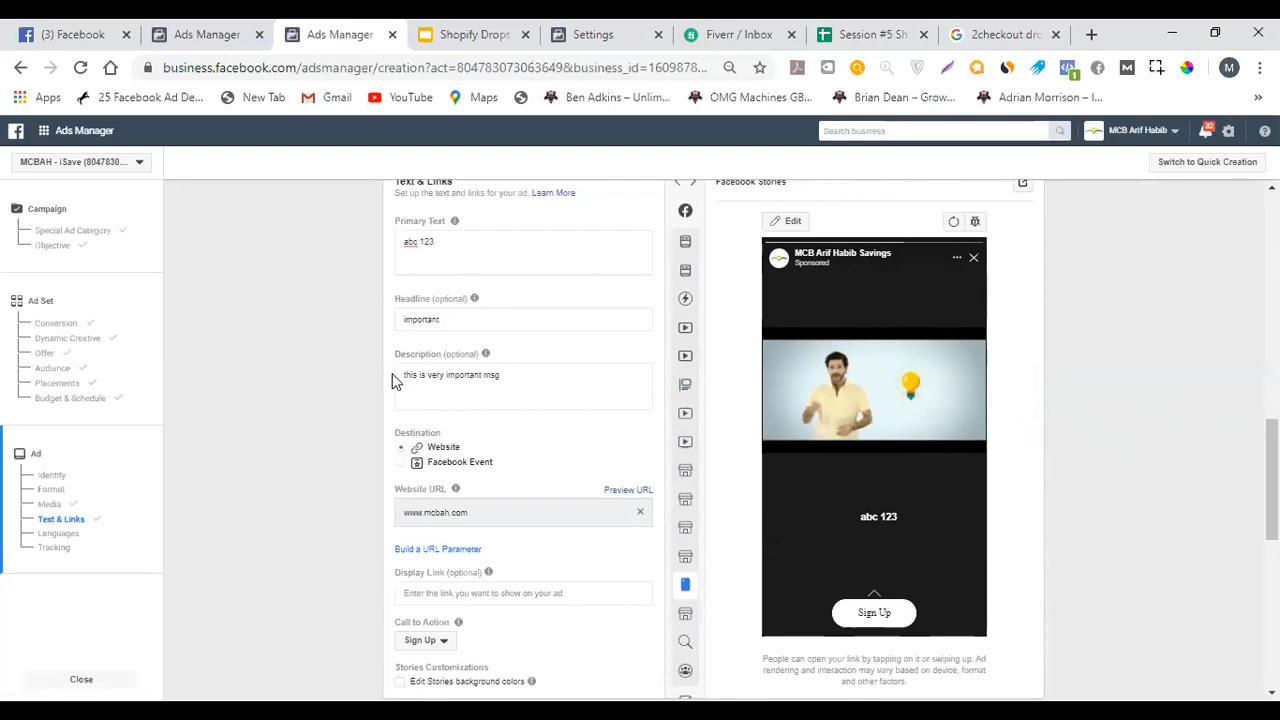 (3) Facebook
Ads Manager
Ads Manager
Shopify Drops
Settings
Fiverr / Inbox
Session #5 Sh
2checkout dro
business.facebook.com/adsmanager/creation?act=804783073063649&business_id=1609878...
M
Apps
25 Facebook Ad De...
New Tab
Gmail
YouTube
Maps
Ben Adkins – Unlim...
OMG Machines GB...
Brian Dean – Grow...
Adrian Morrison – I...
Ads Manager
Search business
MCB Arif Habib
32
MCBAH - iSave (8047830...
Switch to Quick Creation
Campaign
Special Ad Category
Objective
Ad Set
Conversion
Dynamic Creative
Offer
Audience
Placements
Budget & Schedule
Ad
Identity
Format
Media
Text & Links
Languages
Tracking
Close
Text & Links
Set up the text and links for your ad. Learn More
Primary Text
abc 123
Headline (optional)
important
Description (optional)
this is very important msg
Destination
Website
Facebook Event
Website URL
Preview URL
www.mcbah.com
Build a URL Parameter
Display Link (optional)
Enter the link you want to show on your ad
Call to Action
Sign Up
Stories Customizations
Edit Stories background colors
Facebook Stories
Edit
MCB Arif Habib Savings
Sponsored
abc 123
Sign Up
People can open your link by tapping on it or swiping up. Ad
rendering and interaction may vary based on device, format
and other factors.